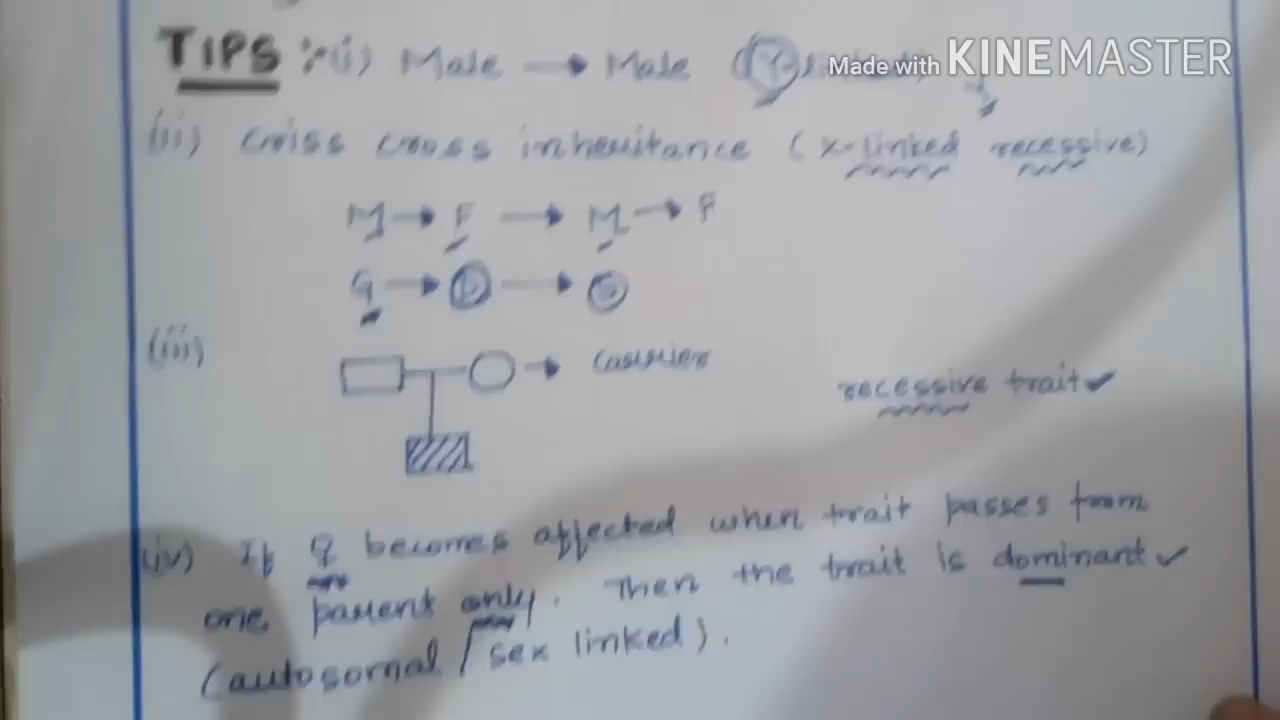 TIPS :- (i) Male → Male (Y
Made with KINEMASTER
(ii) criss cross inheritance (x-linked recessive)
M → F → M → F
G → D → G
(iii)
carrier
recessive trait ✓
(iv) If ♀ becomes affected when trait passes from
one parent only. Then the trait is dominant ✓
(autosomal / sex linked).